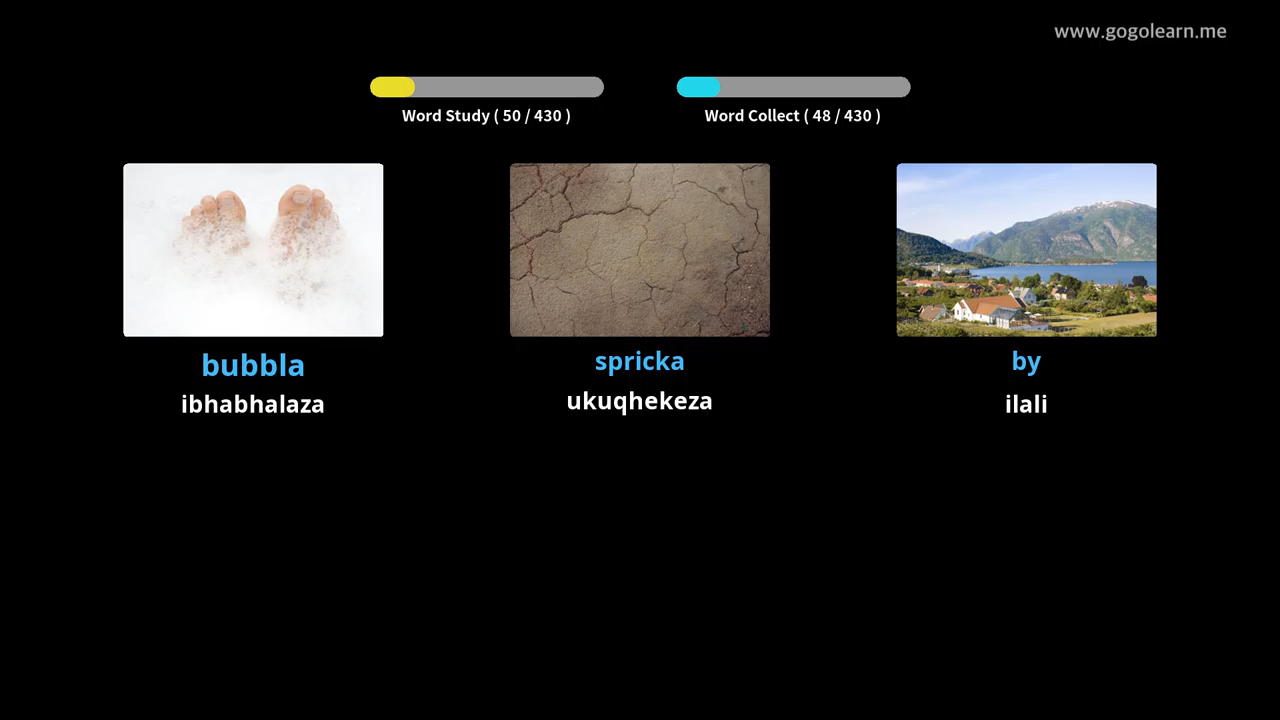 www.gogolearn.me
Word Study ( 50 / 430 )
Word Collect ( 48 / 430 )
bubbla
ibhabhalaza
spricka
ukuqhekeza
by
ilali